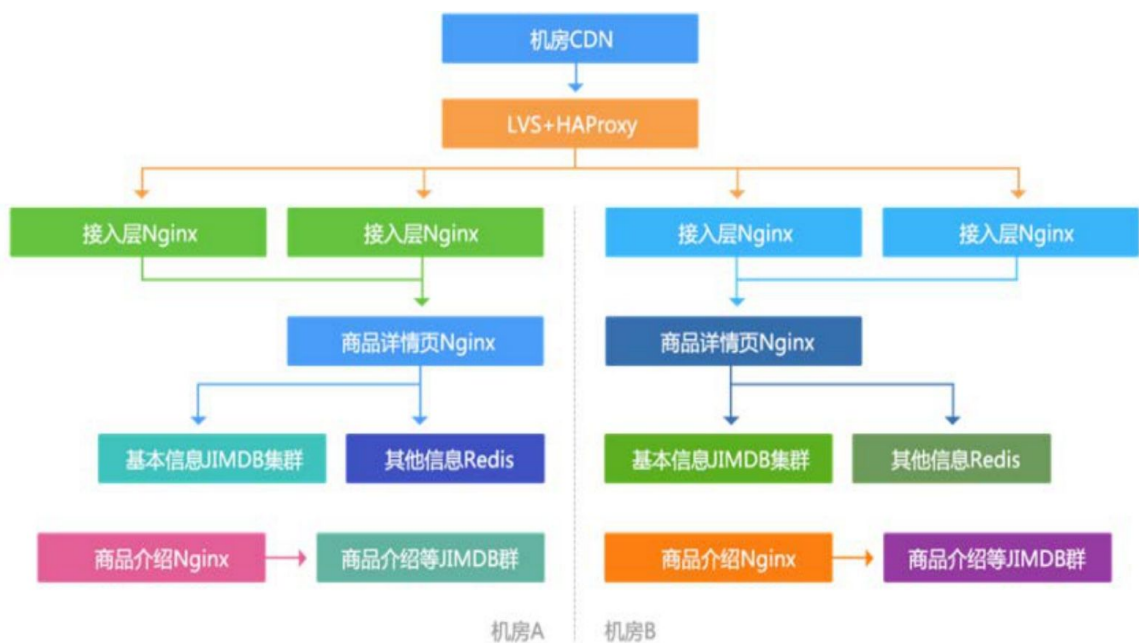 机房CDN
LVS+HAProxy
接入层Nginx
接入层Nginx
接入层Nginx
接入层Nginx
商品详情页Nginx
商品详情页Nginx
基本信息JIMDB集群
其他信息Redis
基本信息JIMDB集群
其他信息Redis
商品介绍Nginx
商品介绍等JIMDB群
商品介绍Nginx
商品介绍等JIMDB群
机房A
机房B